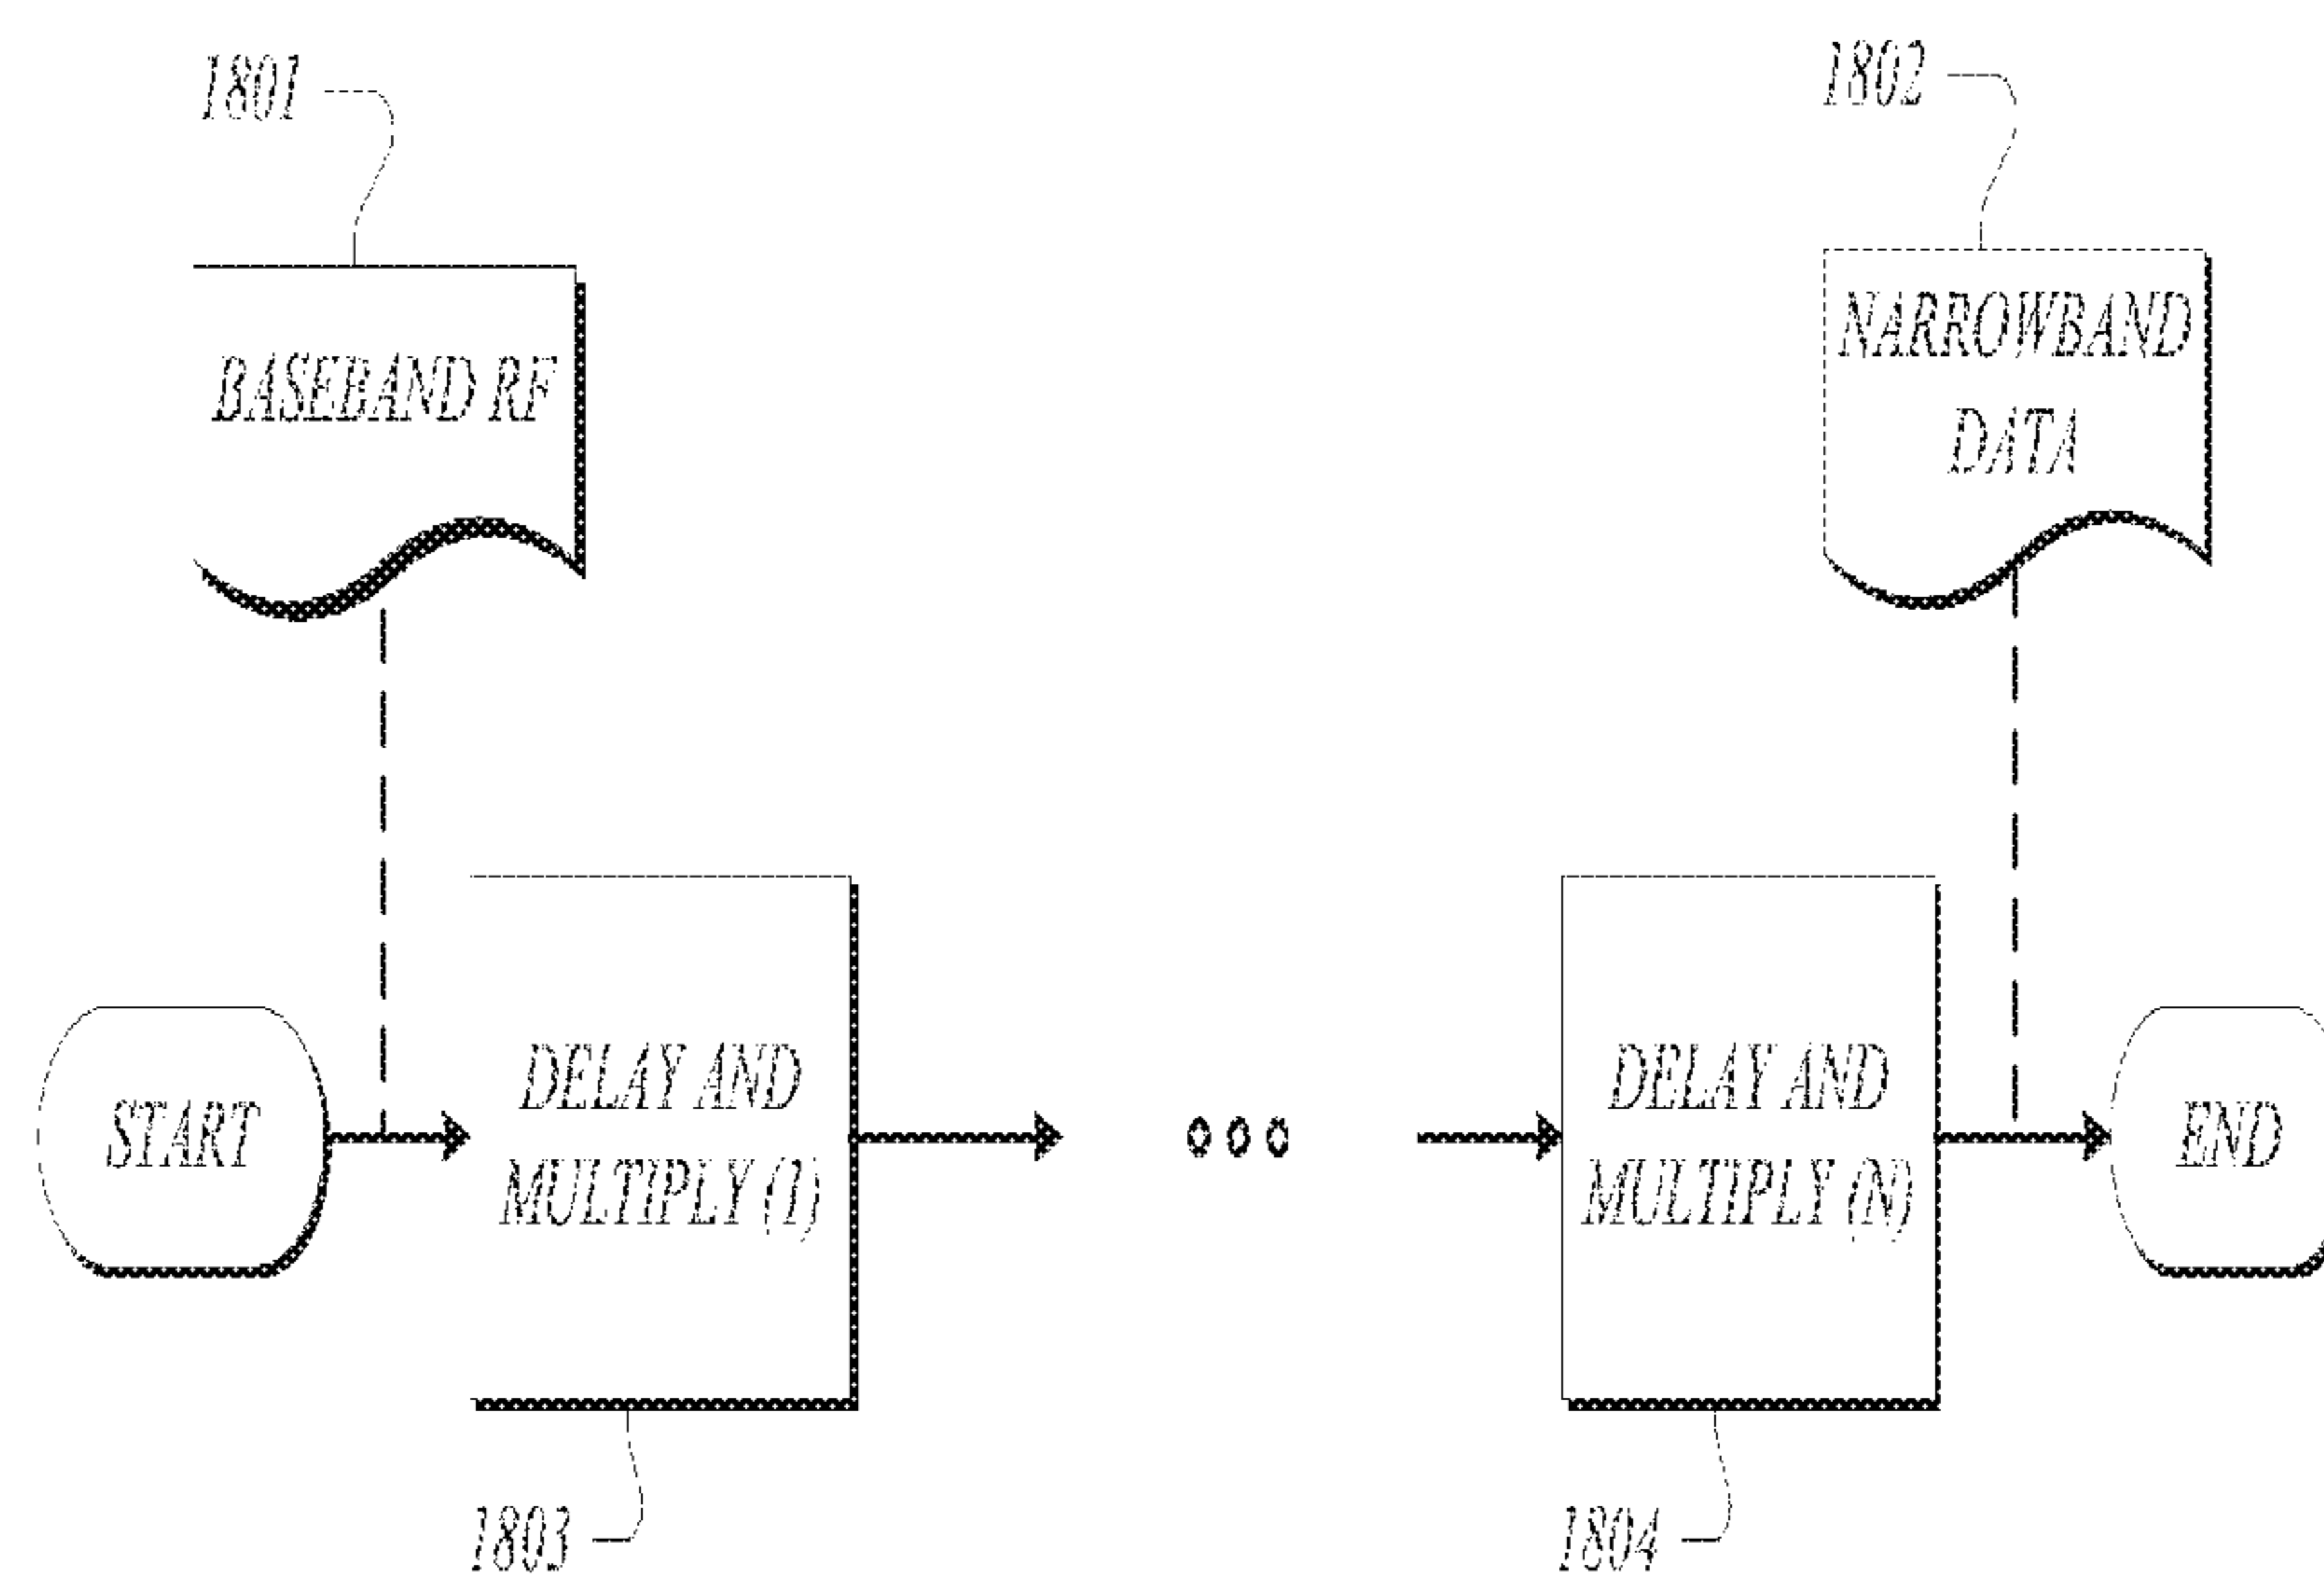 1801
1802
BASEBAND RF
NARROWBAND
DATA
START
DELAY AND
MULTIPLY (1)
DELAY AND
MULTIPLY (N)
END
1803
1804